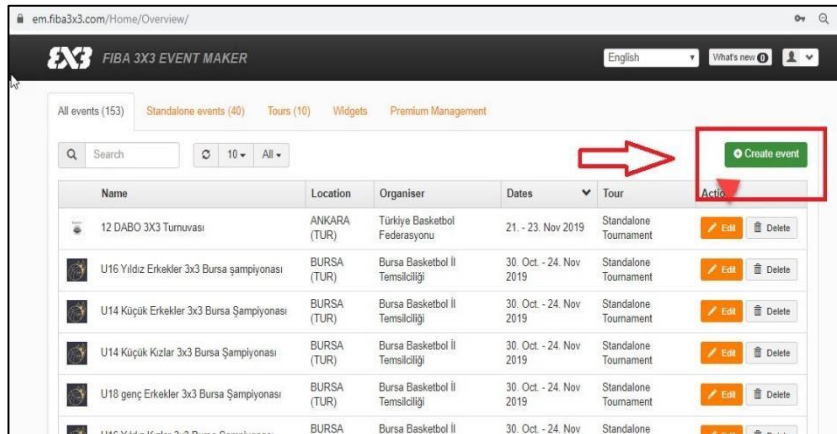 em.fiba3x3.com/Home/Overview/
3X3 FIBA 3X3 EVENT MAKER
English
What's new 0
All events (153) Standalone events (40) Tours (10) Widgets Premium Management
Search 10 All
Create event
Name Location Organiser Dates Tour Actio
12 DABO 3X3 Turnuvası ANKARA Türkiye Basketbol 21. - 23. Nov 2019 Standalone Edit Delete
(TUR) Federasyonu Tournament
U16 Yıldız Erkekler 3x3 Bursa şampiyonası BURSA Bursa Basketbol İl 30. Oct. - 24. Nov Standalone Edit Delete
(TUR) Temsilciliği 2019 Tournament
U14 Küçük Erkekler 3x3 Bursa Şampiyonası BURSA Bursa Basketbol İl 30. Oct. - 24. Nov Standalone Edit Delete
(TUR) Temsilciliği 2019 Tournament
U14 Küçük Kızlar 3x3 Bursa Şampiyonası BURSA Bursa Basketbol İl 30. Oct. - 24. Nov Standalone Edit Delete
(TUR) Temsilciliği 2019 Tournament
U18 genç Erkekler 3x3 Bursa Şampiyonası BURSA Bursa Basketbol İl 30. Oct. - 24. Nov Standalone Edit Delete
(TUR) Temsilciliği 2019 Tournament
BURSA Bursa Basketbol İl 30. Oct. - 24. Nov Standalone